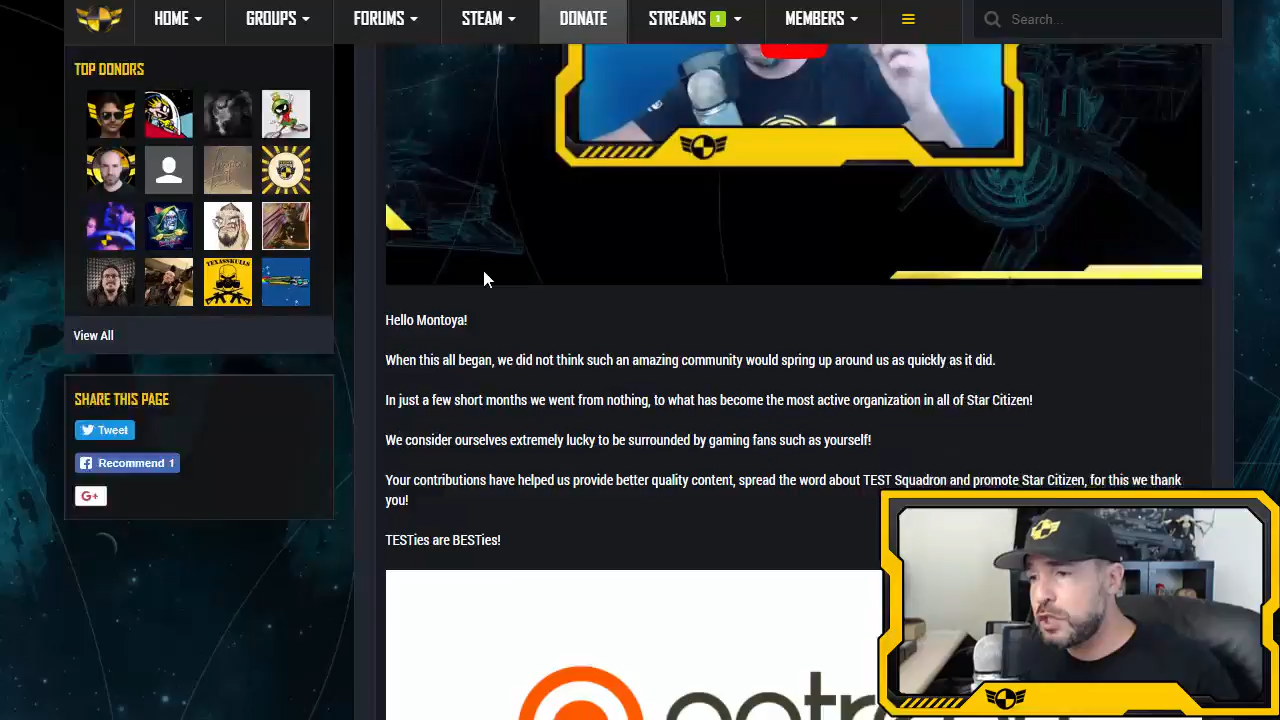 HOME GROUPS FORUMS STEAM DONATE STREAMS 1 MEMBERS Search...
TOP DONORS
TEXASSKULLS
View All
SHARE THIS PAGE
Tweet
Recommend 1
G+
Hello Montoya!
When this all began, we did not think such an amazing community would spring up around us as quickly as it did.
In just a few short months we went from nothing, to what has become the most active organization in all of Star Citizen!
We consider ourselves extremely lucky to be surrounded by gaming fans such as yourself!
Your contributions have helped us provide better quality content, spread the word about TEST Squadron and promote Star Citizen, for this we thank
you!
TESTies are BESTies!